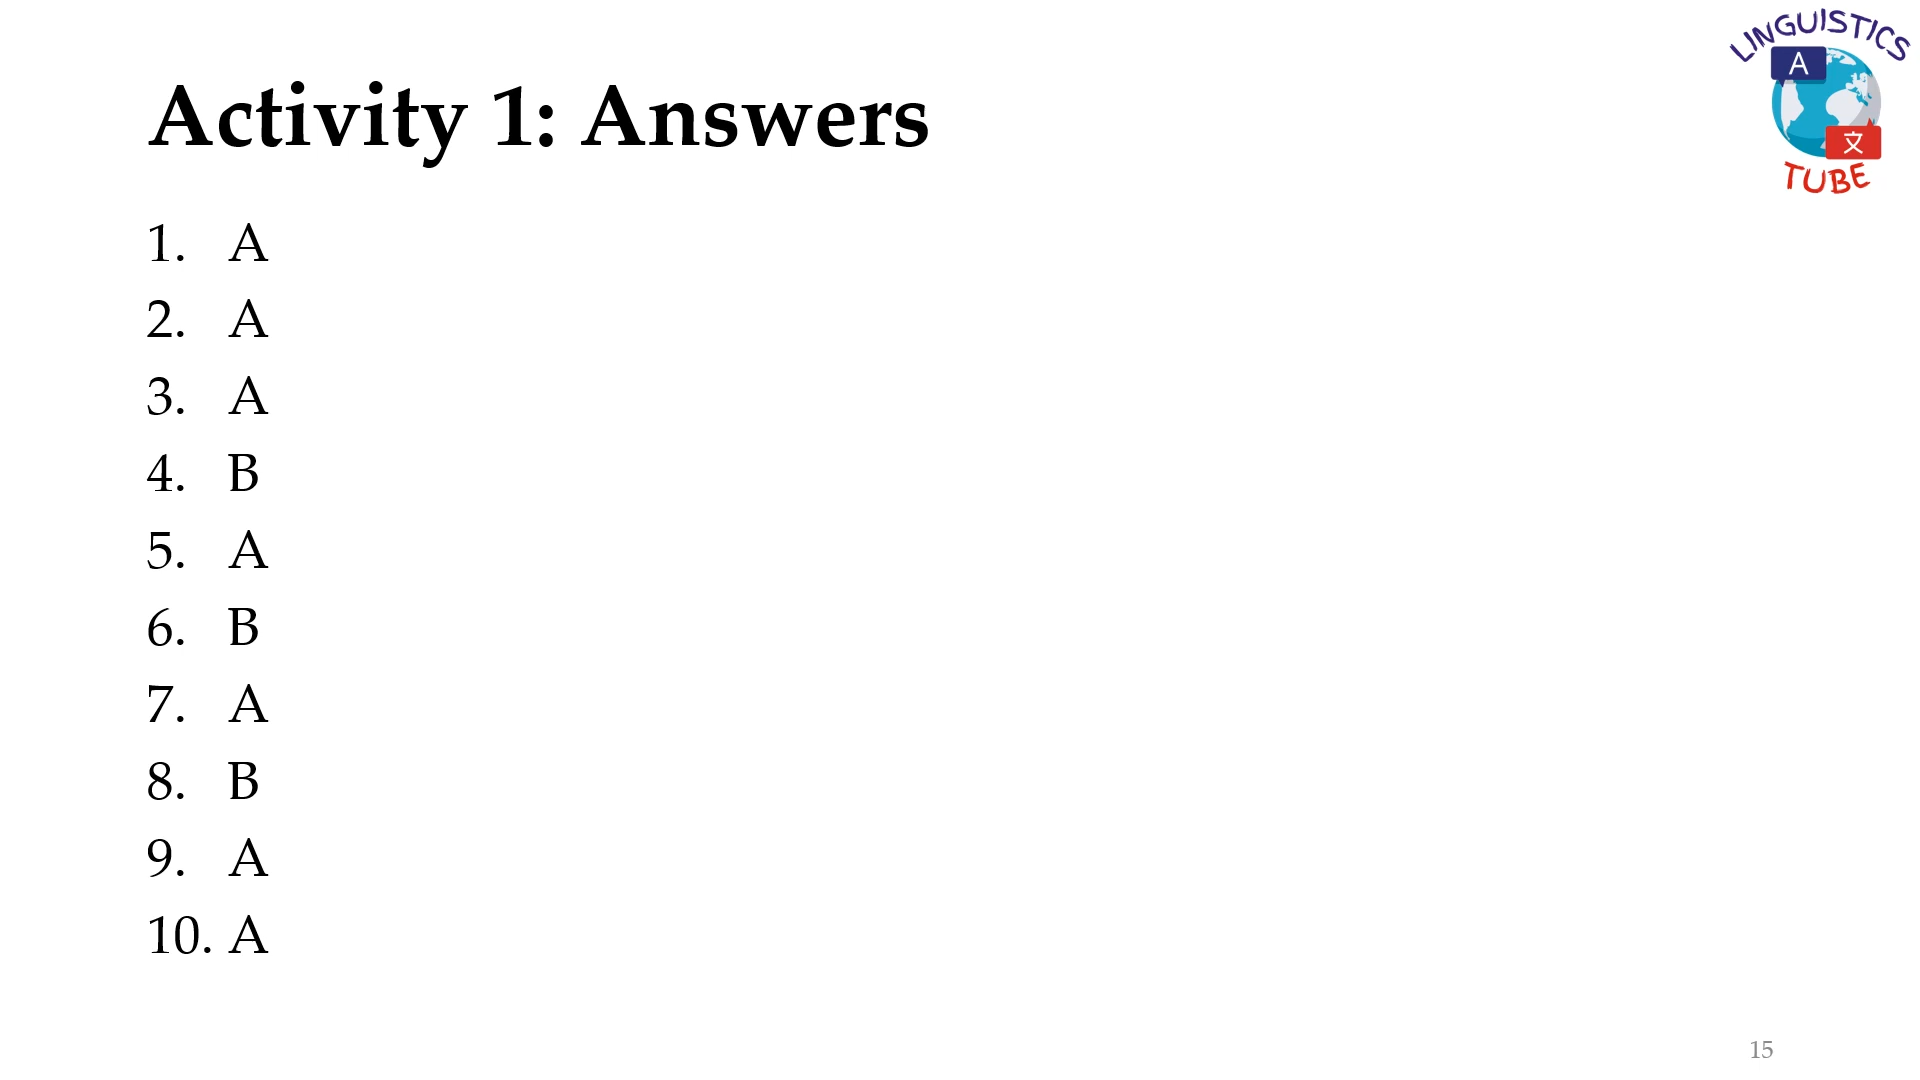 LINGUISTICS
A
文
TUBE
Activity 1: Answers
1. A
2. A
3. A
4. B
5. A
6. B
7. A
8. B
9. A
10. A
15